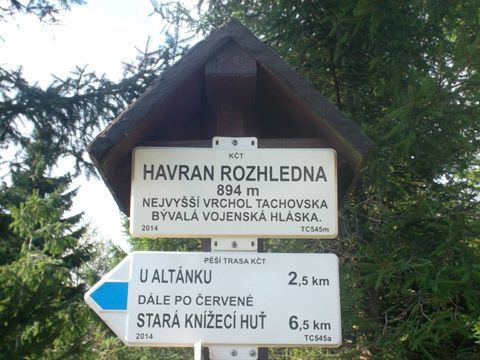 KČT
HAVRAN ROZHLEDNA
894 m
NEJVYŠŠÍ VRCHOL TACHOVSKA
BÝVALÁ VOJENSKÁ HLÁSKA.
2014 TC545m
PĚŠÍ TRASA KČT
U ALTÁNKU 2,5 km
DÁLE PO ČERVENÉ
STARÁ KNÍŽECÍ HUŤ 6,5 km
2014 TC545a